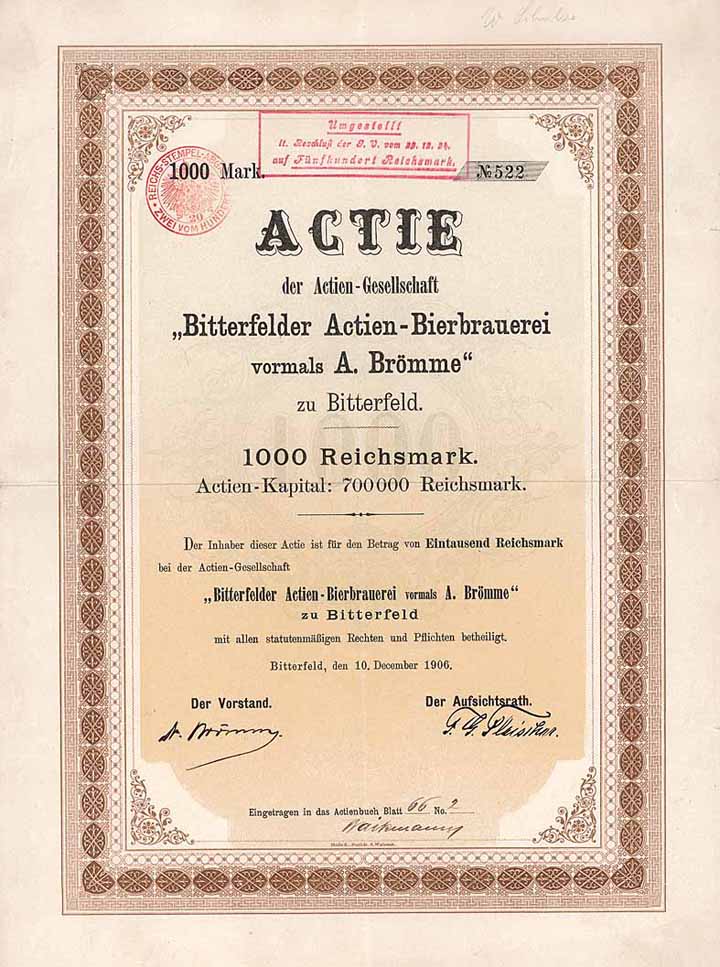 Umgestellt
lt. Beschluß der G. V. vom 29.12.24.
auf Fünfhundert Reichsmark.
1000 Mark.
№ 522
REICHS-STEMPEL-
20
ZWEI VOM HUNDERT
ACTIE
der Actien-Gesellschaft
„Bitterfelder Actien-Bierbrauerei
vormals A. Brömme“
zu Bitterfeld.
1000 Reichsmark.
Actien-Kapital: 700000 Reichsmark.
Der Inhaber dieser Actie ist für den Betrag von Eintausend Reichsmark
bei der Actien-Gesellschaft
„Bitterfelder Actien-Bierbrauerei vormals A. Brömme“
zu Bitterfeld
mit allen statutenmäßigen Rechten und Pflichten betheiligt.
Bitterfeld, den 10. December 1906.
Der Vorstand.
Der Aufsichtsrath.
A. Brömme.
F. G. Fleischer.
Eingetragen in das Actienbuch Blatt 66 No. 2